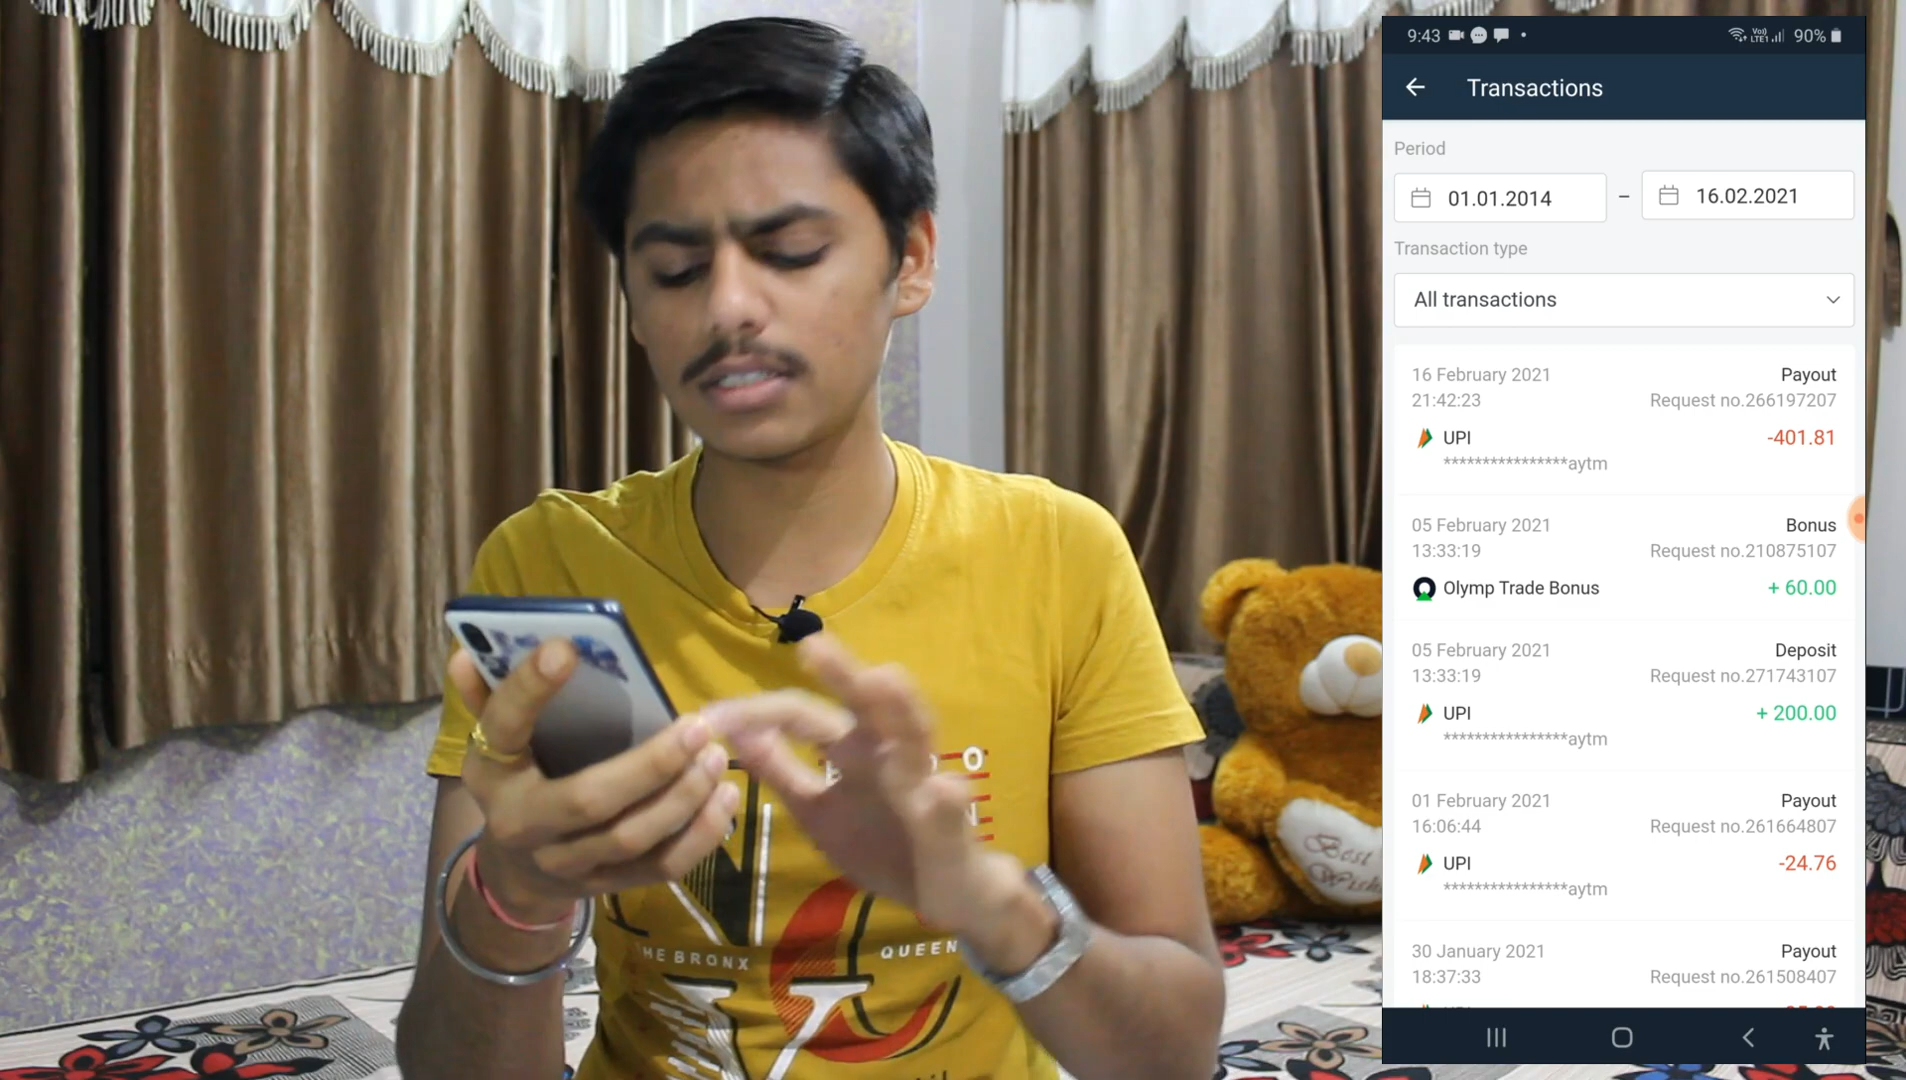 9:43
Vo))
LTE1
90%
Transactions
Period
01.01.2014 – 16.02.2021
Transaction type
All transactions
16 February 2021 Payout
21:42:23 Request no.266197207
UPI -401.81
****************aytm
05 February 2021 Bonus
13:33:19 Request no.210875107
Olymp Trade Bonus + 60.00
05 February 2021 Deposit
13:33:19 Request no.271743107
UPI + 200.00
****************aytm
01 February 2021 Payout
16:06:44 Request no.261664807
UPI -24.76
****************aytm
30 January 2021 Payout
18:37:33 Request no.261508407
THE BRONX QUEEN
Best
Wishes